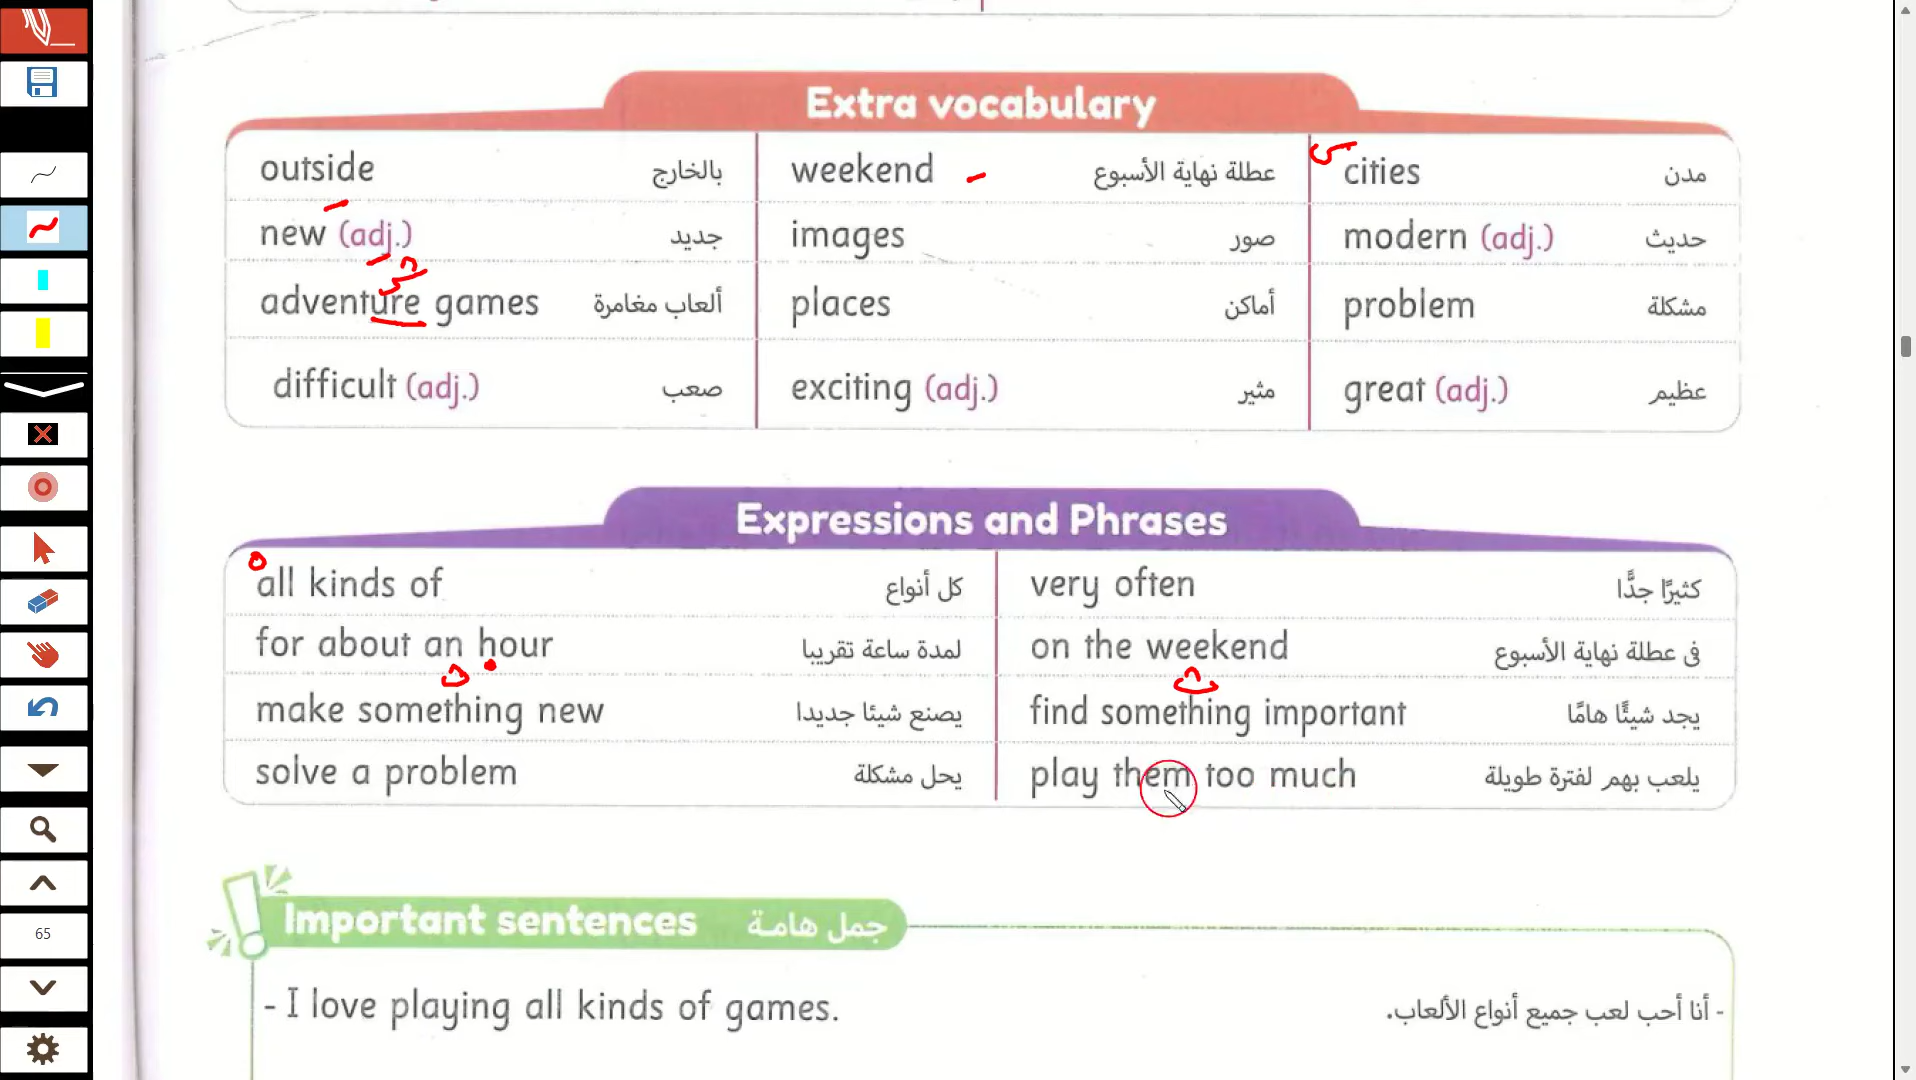 Extra vocabulary
outside بالخارج weekend عطلة نهاية الأسبوع cities مدن
new (adj.) جديد images صور modern (adj.) حديث
adventure games ألعاب مغامرة places أماكن problem مشكلة
difficult (adj.) صعب exciting (adj.) مثير great (adj.) عظيم
Expressions and Phrases
all kinds of كل أنواع very often كثيرًا جدًّا
for about an hour لمدة ساعة تقريبا on the weekend فى عطلة نهاية الأسبوع
make something new يصنع شيئا جديدا find something important يجد شيئًا هامًا
solve a problem يحل مشكلة play them too much يلعب بهم لفترة طويلة
Important sentences جمل هامـة
- I love playing all kinds of games. - أنا أحب لعب جميع أنواع الألعاب.
65